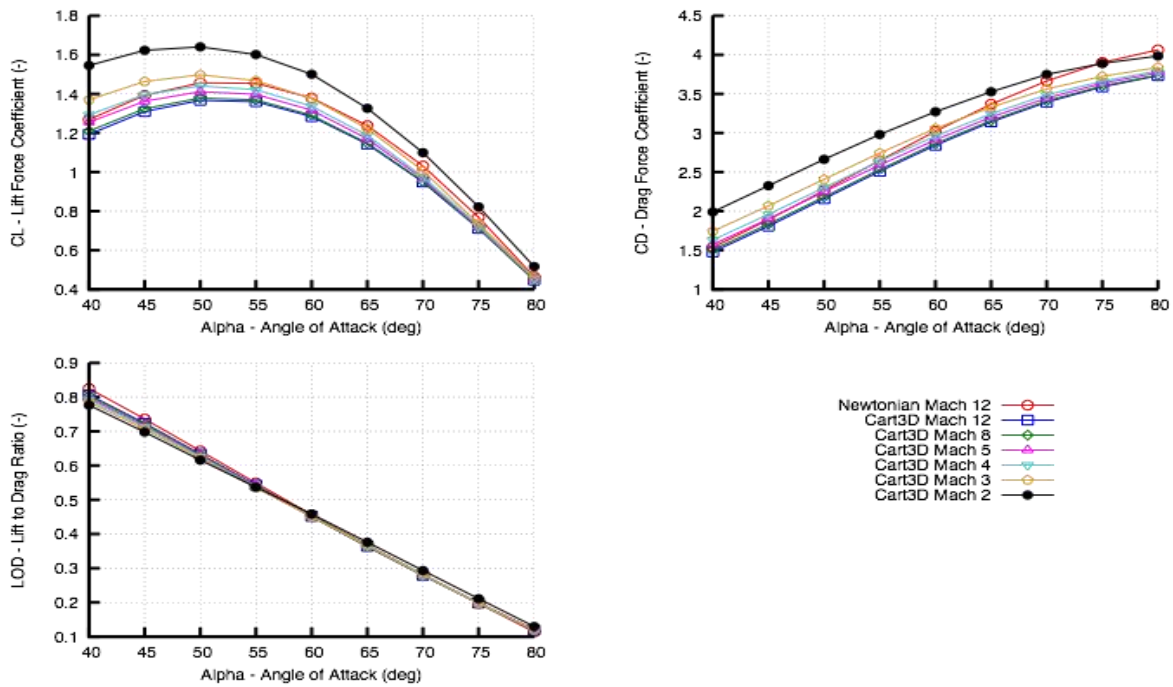 CL - Lift Force Coefficient (-)
1.8
1.6
1.4
1.2
1
0.8
0.6
0.4
40 45 50 55 60 65 70 75 80
Alpha - Angle of Attack (deg)
CD - Drag Force Coefficient (-)
4.5
4
3.5
3
2.5
2
1.5
1
40 45 50 55 60 65 70 75 80
Alpha - Angle of Attack (deg)
LOD - Lift to Drag Ratio (-)
0.9
0.8
0.7
0.6
0.5
0.4
0.3
0.2
0.1
40 45 50 55 60 65 70 75 80
Alpha - Angle of Attack (deg)
Newtonian Mach 12
Cart3D Mach 12
Cart3D Mach 8
Cart3D Mach 5
Cart3D Mach 4
Cart3D Mach 3
Cart3D Mach 2